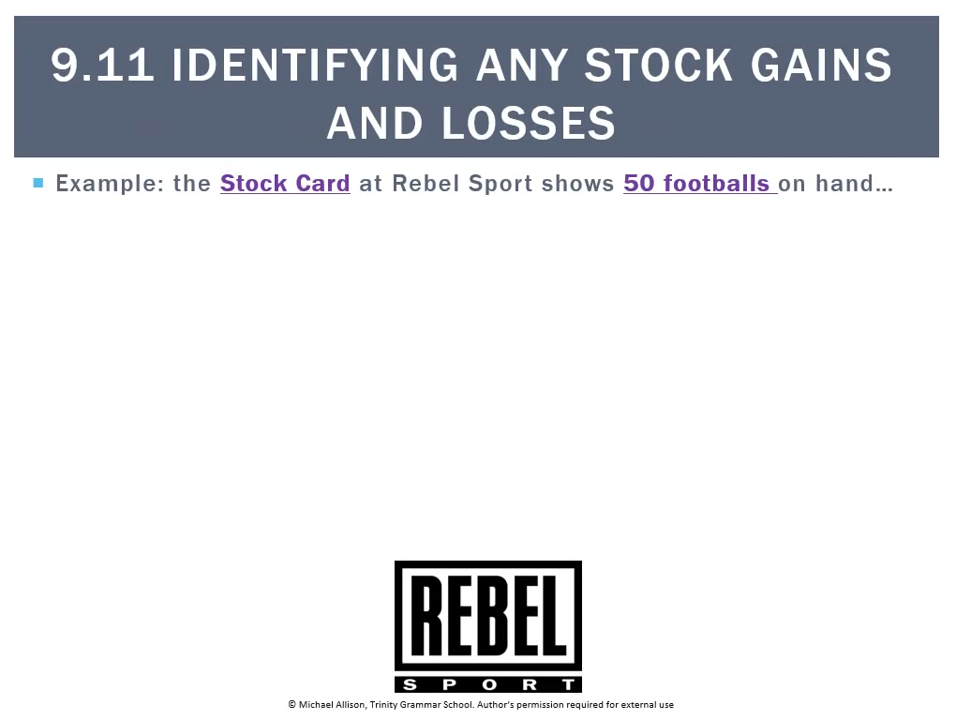 9.11 IDENTIFYING ANY STOCK GAINS
AND LOSSES
Example: the Stock Card at Rebel Sport shows 50 footballs on hand…
REBEL
SPORT
© Michael Allison, Trinity Grammar School. Author's permission required for external use